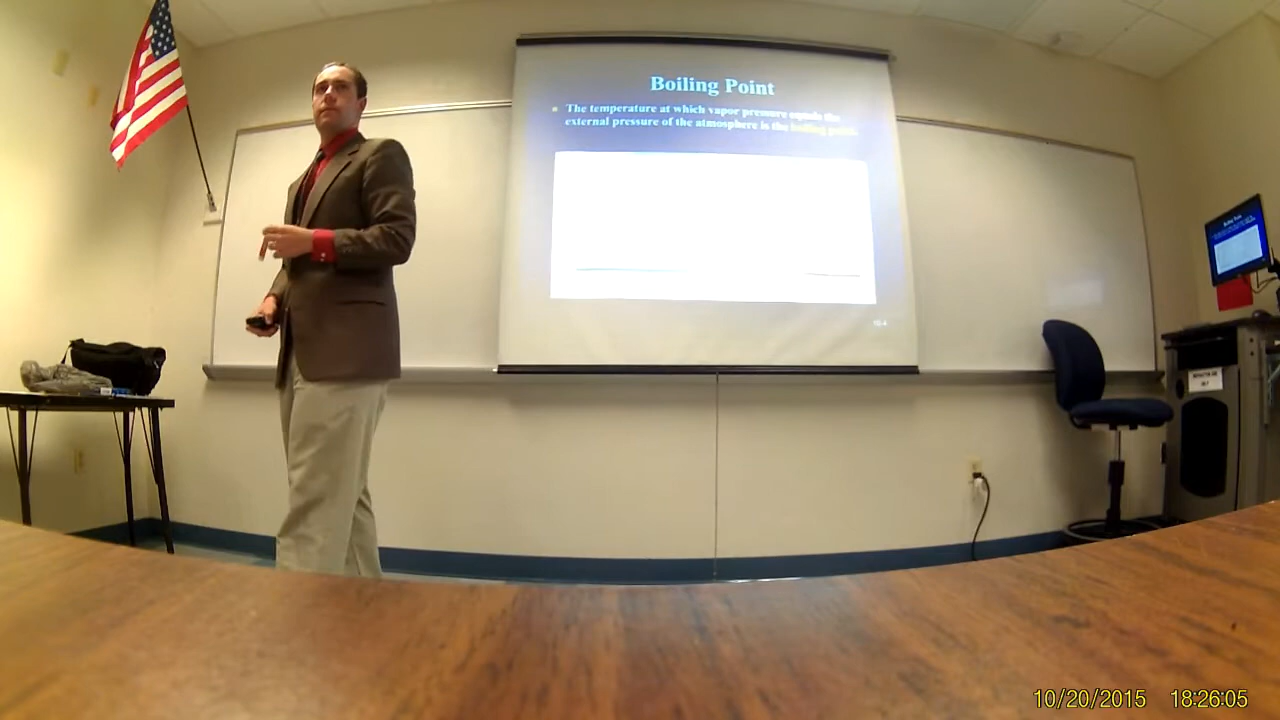 Boiling Point
The temperature at which vapor pressure equals the
external pressure of the atmosphere is the boiling point.
10/20/2015 18:26:05